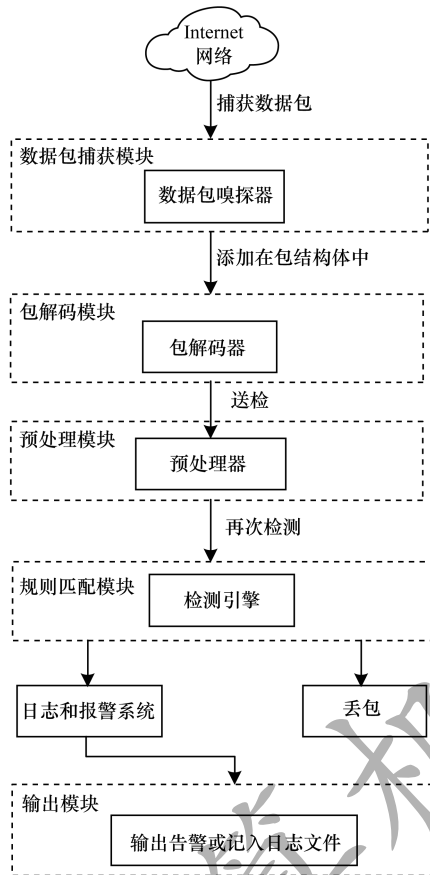 Internet
网络
捕获数据包
数据包捕获模块
数据包嗅探器
添加在包结构体中
包解码模块
包解码器
送检
预处理模块
预处理器
再次检测
规则匹配模块
检测引擎
日志和报警系统
丢包
输出模块
输出告警或记入日志文件